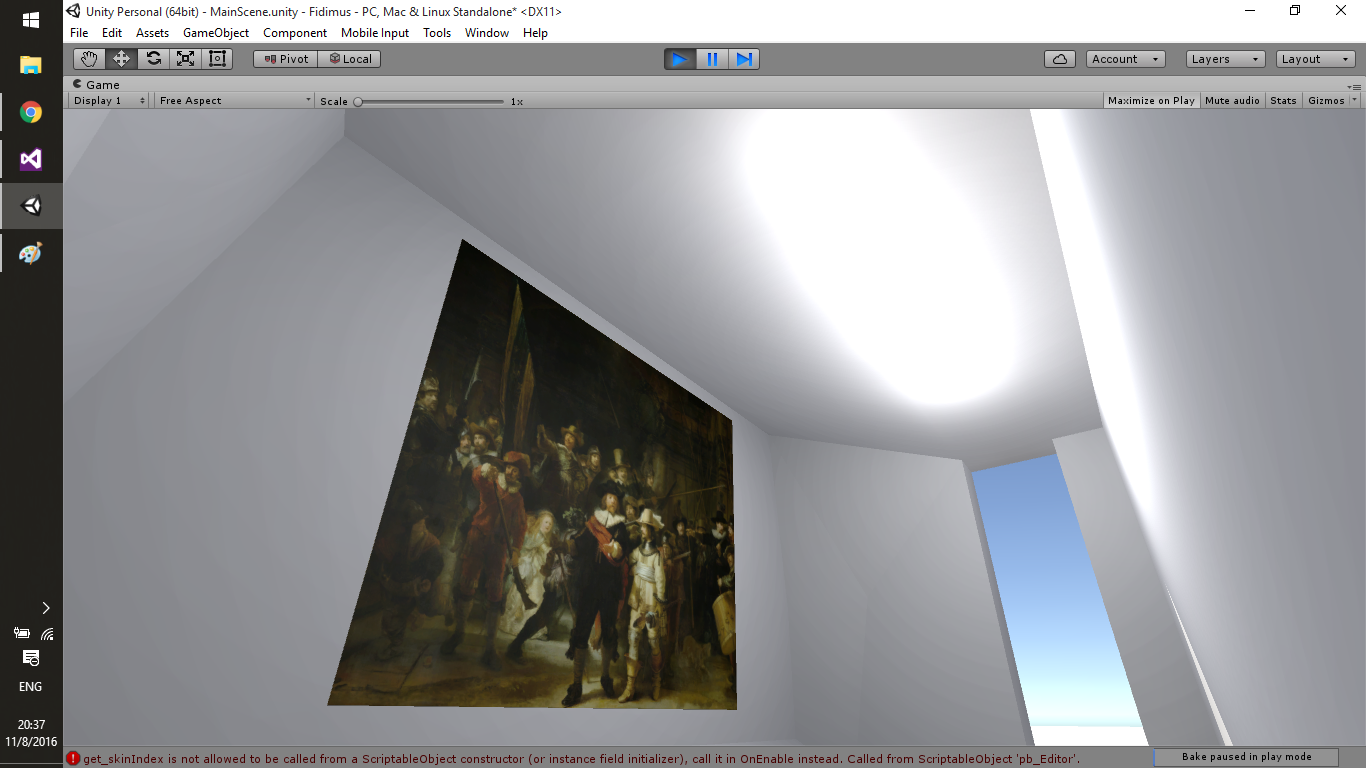 Unity Personal (64bit) - MainScene.unity - Fidimus - PC, Mac & Linux Standalone* <DX11>
File Edit Assets GameObject Component Mobile Input Tools Window Help
Pivot Local Account Layers Layout
Game
Display 1 Free Aspect Scale 1x Maximize on Play Mute audio Stats Gizmos
ENG
20:37
11/8/2016
get_skinIndex is not allowed to be called from a ScriptableObject constructor (or instance field initializer), call it in OnEnable instead. Called from ScriptableObject 'pb_Editor'.
Bake paused in play mode